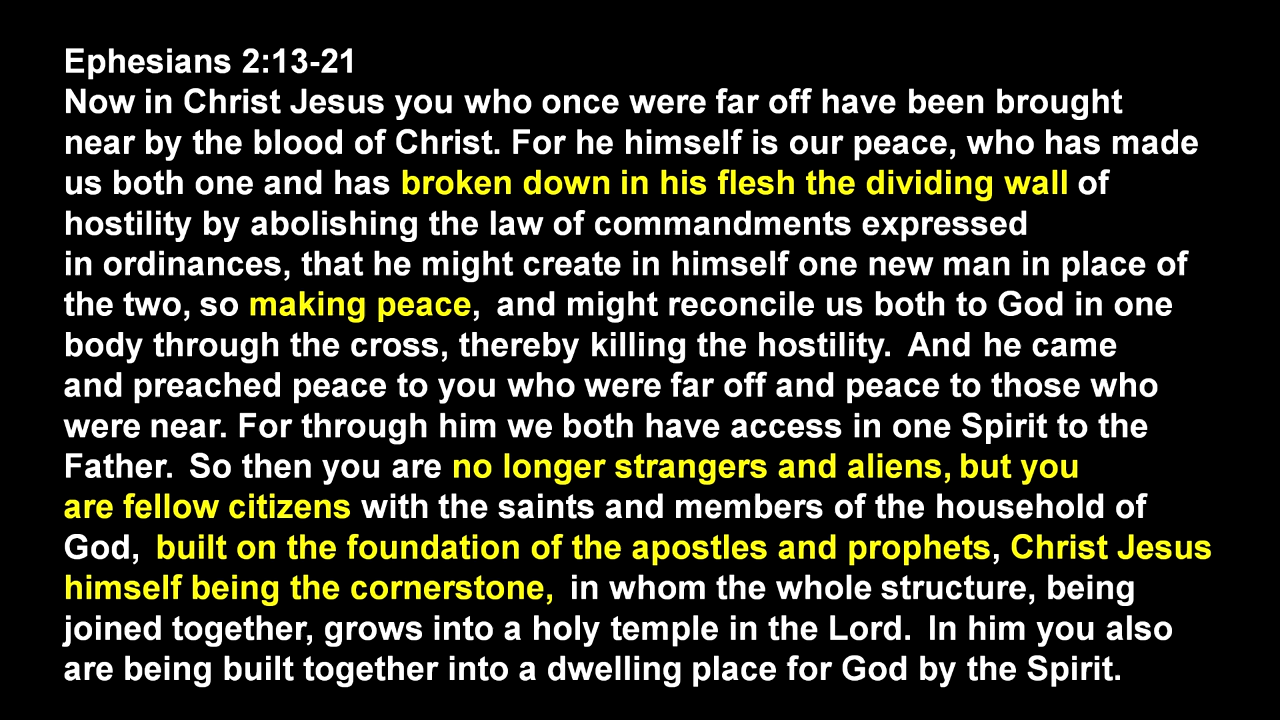 Ephesians 2:13-21
Now in Christ Jesus you who once were far off have been brought
near by the blood of Christ. For he himself is our peace, who has made
us both one and has broken down in his flesh the dividing wall of
hostility by abolishing the law of commandments expressed
in ordinances, that he might create in himself one new man in place of
the two, so making peace, and might reconcile us both to God in one
body through the cross, thereby killing the hostility. And he came
and preached peace to you who were far off and peace to those who
were near. For through him we both have access in one Spirit to the
Father. So then you are no longer strangers and aliens, but you
are fellow citizens with the saints and members of the household of
God, built on the foundation of the apostles and prophets, Christ Jesus
himself being the cornerstone, in whom the whole structure, being
joined together, grows into a holy temple in the Lord. In him you also
are being built together into a dwelling place for God by the Spirit.